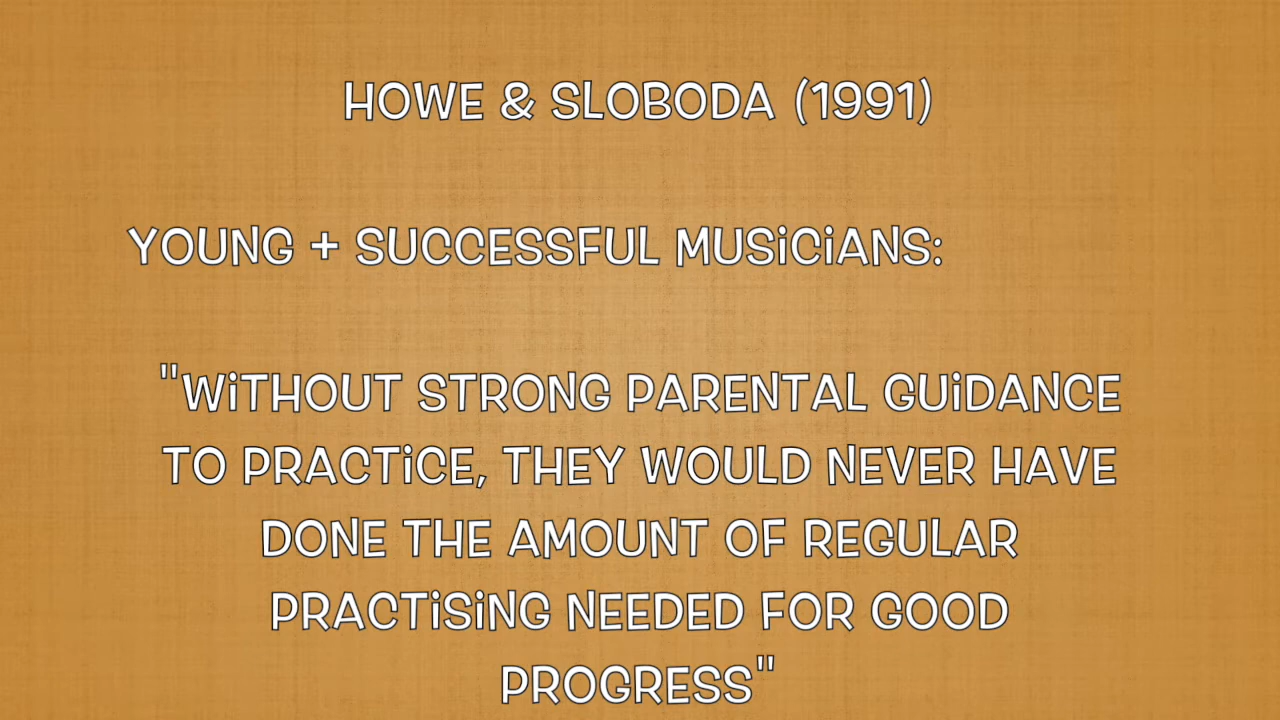 HOWE & SLOBODA (1991)
YOUNG + SUCCESSFUL MUSiCiANS:
"WiTHOUT STRONG PARENTAL GUiDANCE
TO PRACTiCE, THEY WOULD NEVER HAVE
DONE THE AMOUNT OF REGULAR
PRACTiSiNG NEEDED FOR GOOD
PROGRESS"